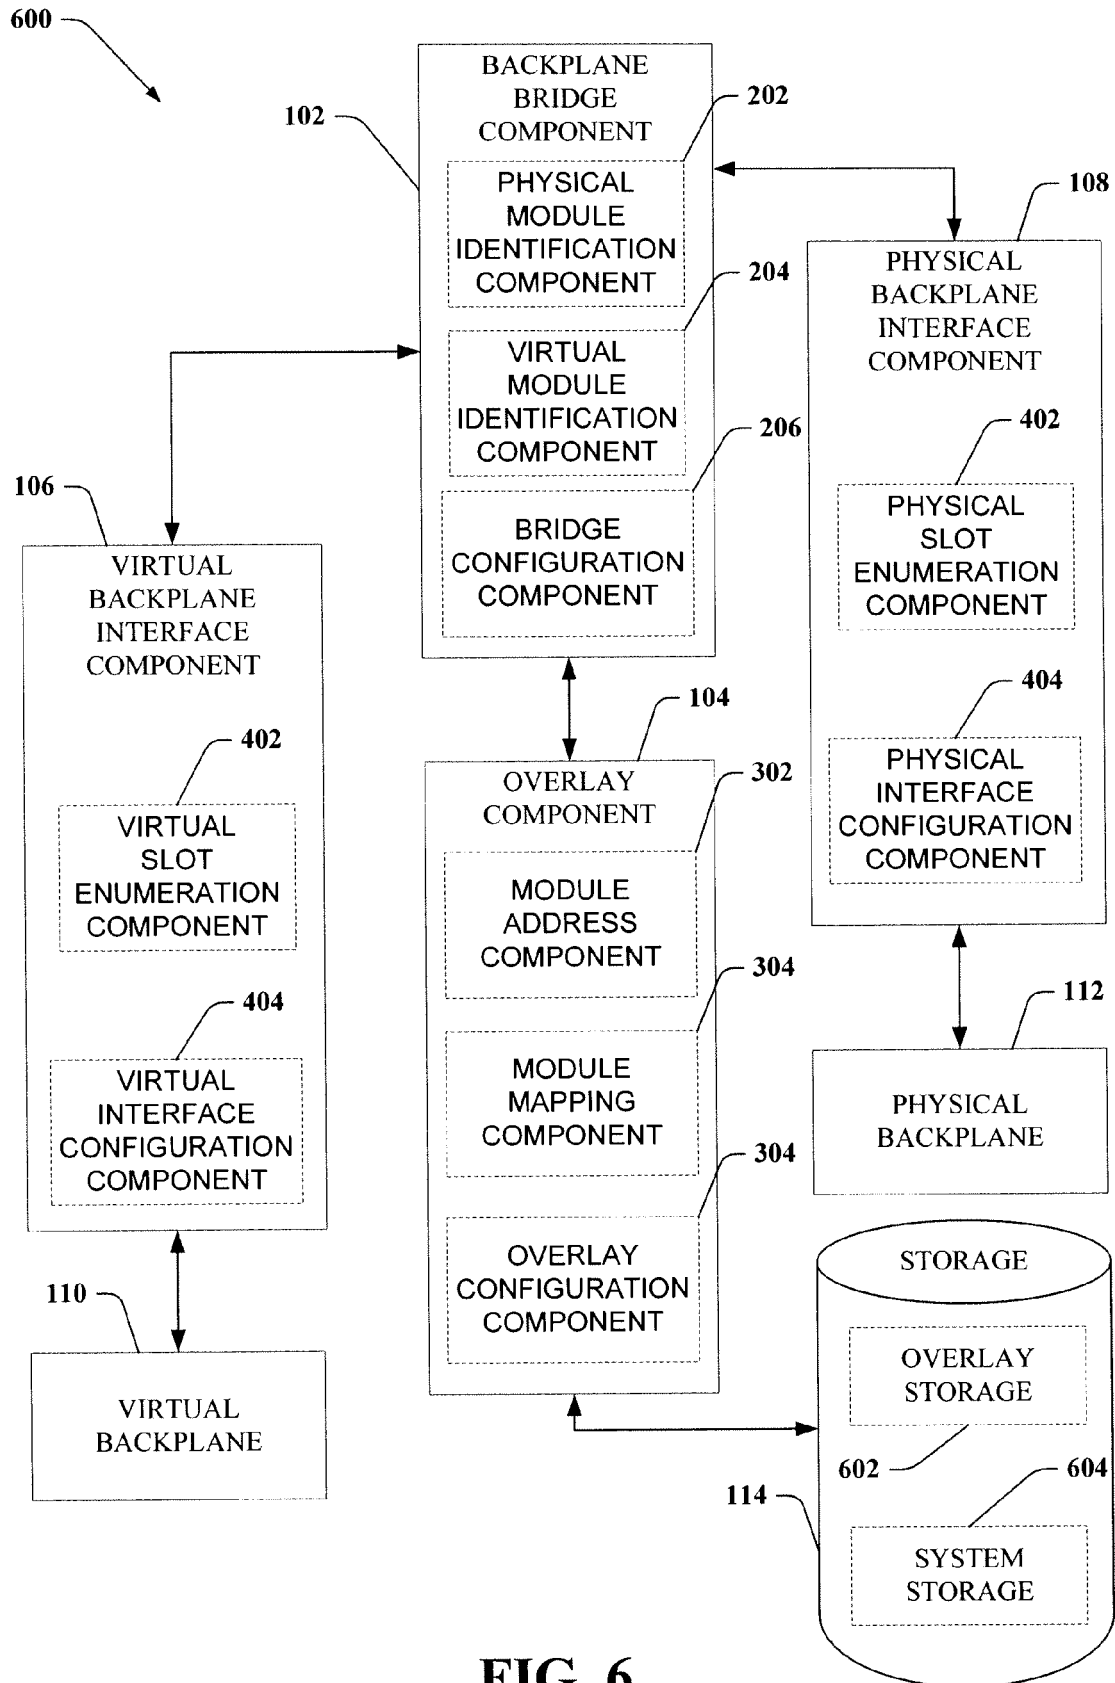 600
BACKPLANE
BRIDGE
COMPONENT
102
202
PHYSICAL
MODULE
IDENTIFICATION
COMPONENT
204
VIRTUAL
MODULE
IDENTIFICATION
COMPONENT
206
BRIDGE
CONFIGURATION
COMPONENT
108
PHYSICAL
BACKPLANE
INTERFACE
COMPONENT
402
PHYSICAL
SLOT
ENUMERATION
COMPONENT
404
PHYSICAL
INTERFACE
CONFIGURATION
COMPONENT
106
VIRTUAL
BACKPLANE
INTERFACE
COMPONENT
402
VIRTUAL
SLOT
ENUMERATION
COMPONENT
404
VIRTUAL
INTERFACE
CONFIGURATION
COMPONENT
104
OVERLAY
COMPONENT
302
MODULE
ADDRESS
COMPONENT
304
MODULE
MAPPING
COMPONENT
304
OVERLAY
CONFIGURATION
COMPONENT
112
PHYSICAL
BACKPLANE
110
VIRTUAL
BACKPLANE
STORAGE
OVERLAY
STORAGE
602
604
114
SYSTEM
STORAGE
FIG. 6